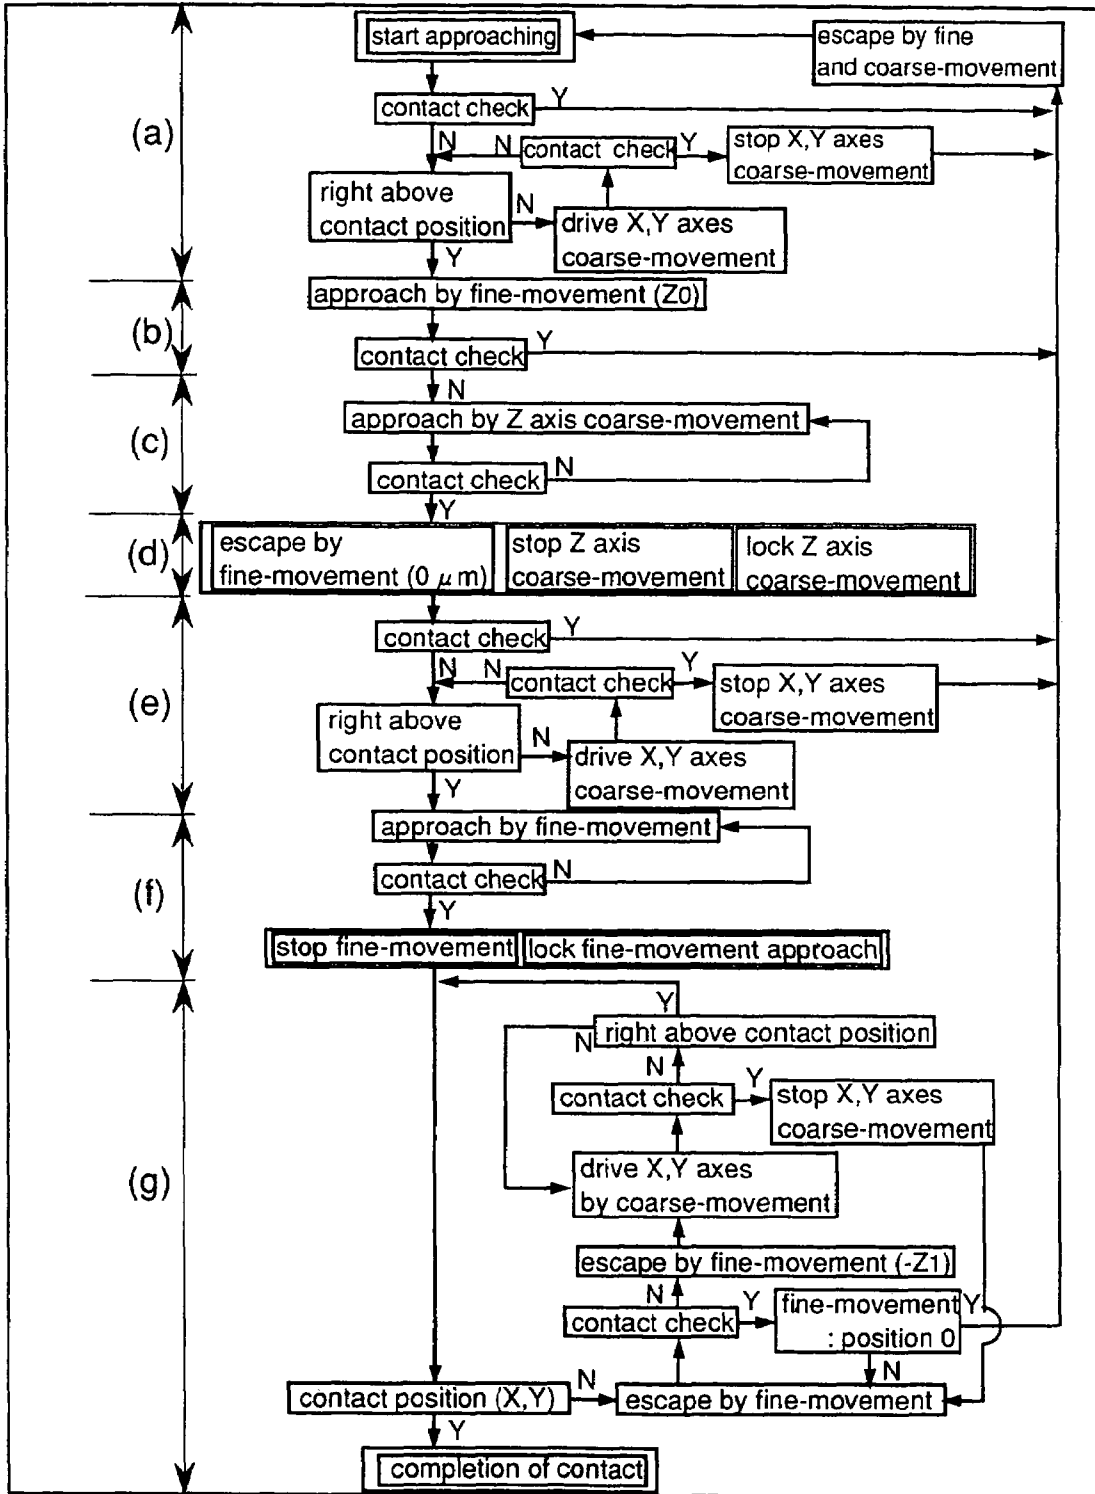 start approaching
escape by fine
and coarse-movement
contact check
Y
(a)
N
N
contact check
Y
stop X,Y axes
coarse-movement
right above
contact position
N
drive X,Y axes
coarse-movement
Y
approach by fine-movement (Z0)
(b)
contact check
Y
N
approach by Z axis coarse-movement
(c)
contact check
N
Y
(d)
escape by
fine-movement (0 μm)
stop Z axis
coarse-movement
lock Z axis
coarse-movement
contact check
Y
N
N
contact check
Y
stop X,Y axes
coarse-movement
(e)
right above
contact position
N
drive X,Y axes
coarse-movement
Y
approach by fine-movement
contact check
N
(f)
Y
stop fine-movement
lock fine-movement approach
Y
right above contact position
N
N
contact check
Y
stop X,Y axes
coarse-movement
(g)
drive X,Y axes
by coarse-movement
escape by fine-movement (-Z1)
N
contact check
Y
fine-movement
: position 0
Y
N
contact position (X,Y)
N
escape by fine-movement
Y
completion of contact